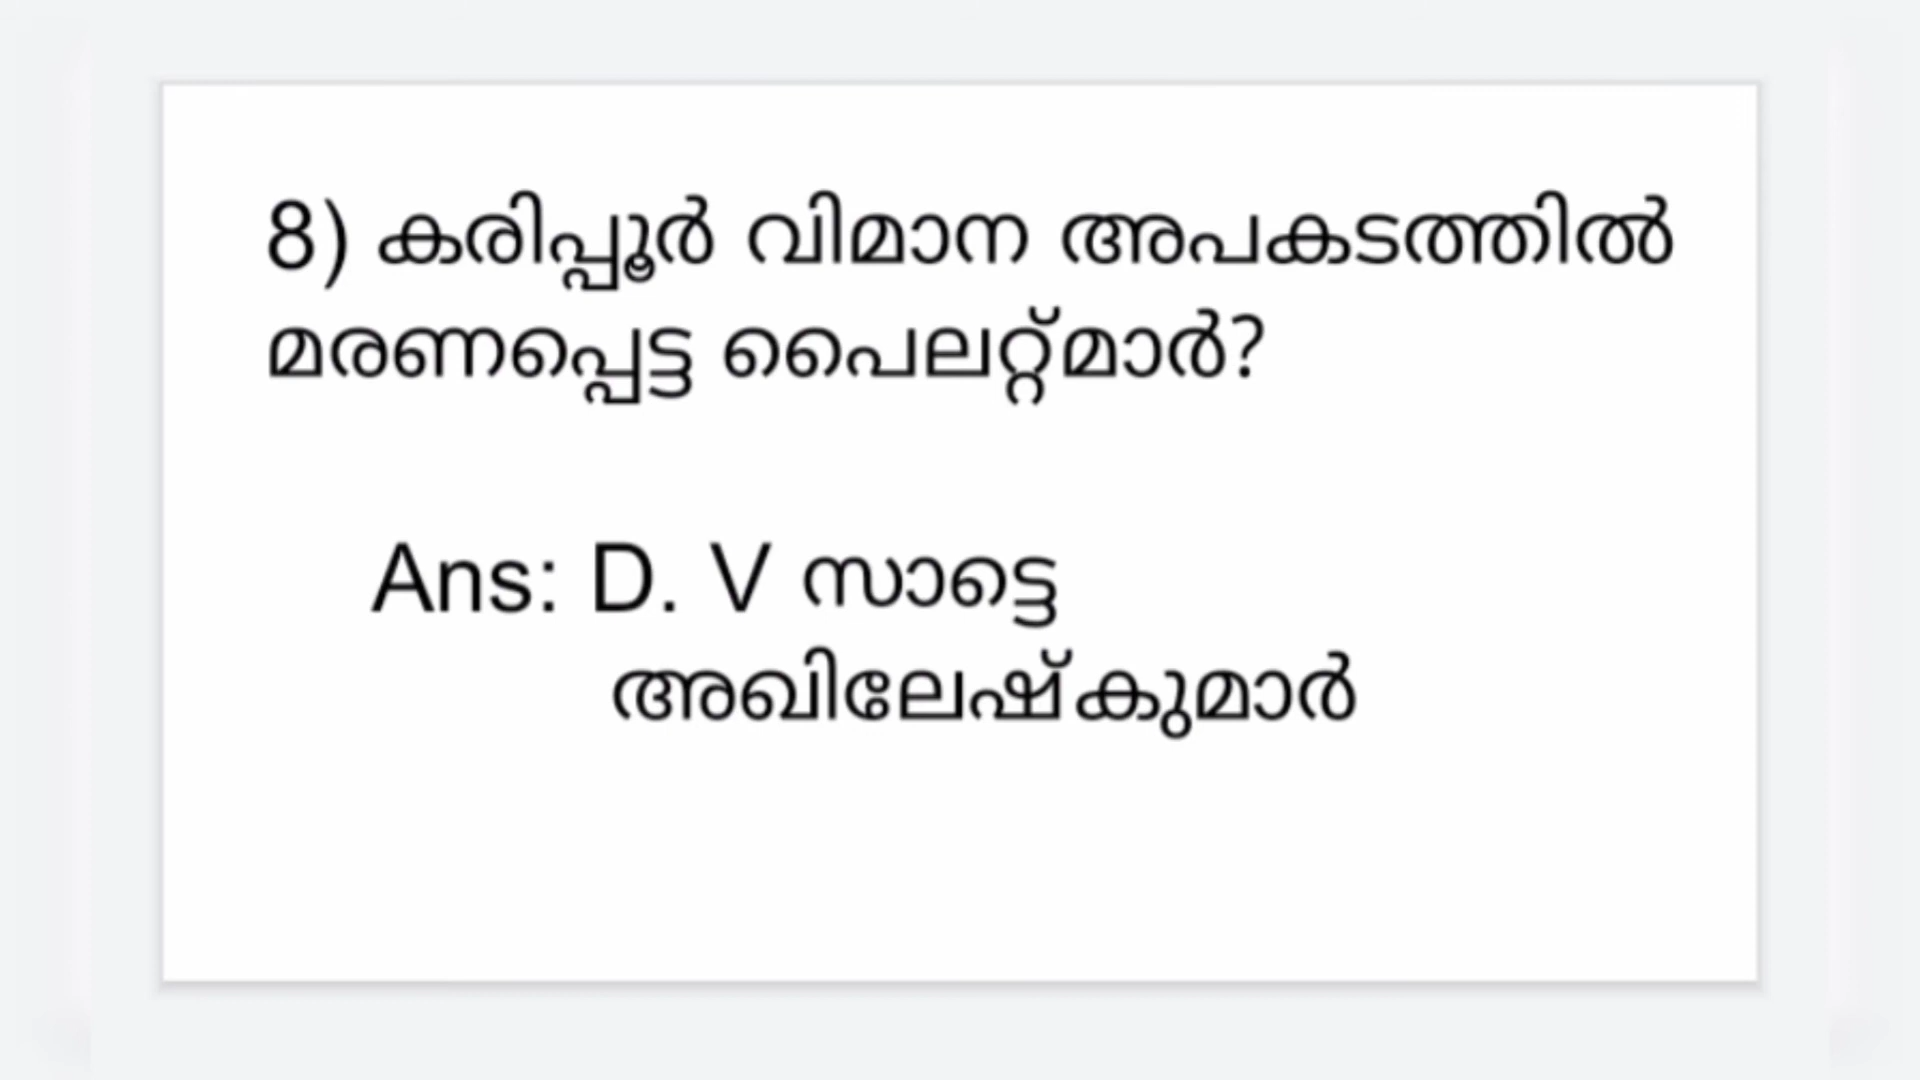 8) കരിപ്പൂർ വിമാന അപകടത്തിൽ
മരണപ്പെട്ട പൈലറ്റ്മാർ?
Ans: D. V സാട്ടെ
അഖിലേഷ്കുമാർ